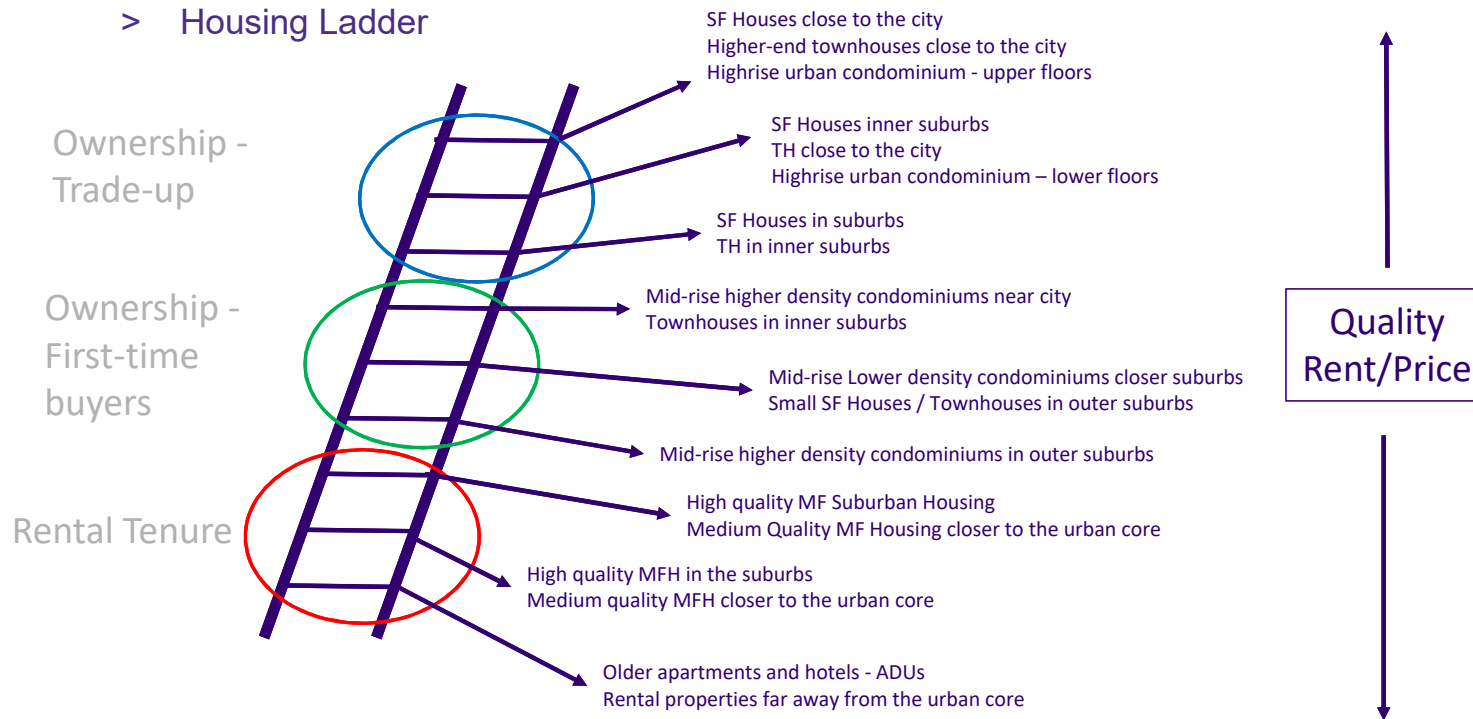 > Housing Ladder
SF Houses close to the city
Higher-end townhouses close to the city
Highrise urban condominium - upper floors
Ownership -
Trade-up
SF Houses inner suburbs
TH close to the city
Highrise urban condominium – lower floors
SF Houses in suburbs
TH in inner suburbs
Ownership -
First-time
buyers
Mid-rise higher density condominiums near city
Townhouses in inner suburbs
Quality
Rent/Price
Mid-rise Lower density condominiums closer suburbs
Small SF Houses / Townhouses in outer suburbs
Mid-rise higher density condominiums in outer suburbs
Rental Tenure
High quality MF Suburban Housing
Medium Quality MF Housing closer to the urban core
High quality MFH in the suburbs
Medium quality MFH closer to the urban core
Older apartments and hotels - ADUs
Rental properties far away from the urban core